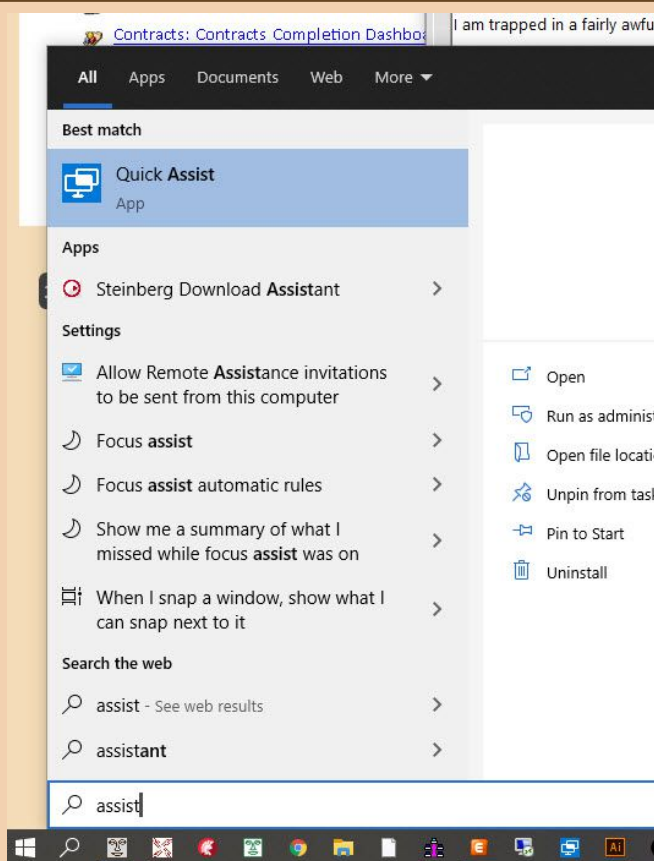 Contracts: Contracts Completion Dashbo
I am trapped in a fairly awfu
All Apps Documents Web More
Best match
Quick Assist
App
Apps
Steinberg Download Assistant
Settings
Allow Remote Assistance invitations
to be sent from this computer
Focus assist
Focus assist automatic rules
Show me a summary of what I
missed while focus assist was on
When I snap a window, show what I
can snap next to it
Search the web
assist - See web results
assistant
assist
Open
Run as adminis
Open file locati
Unpin from task
Pin to Start
Uninstall
E
Ai